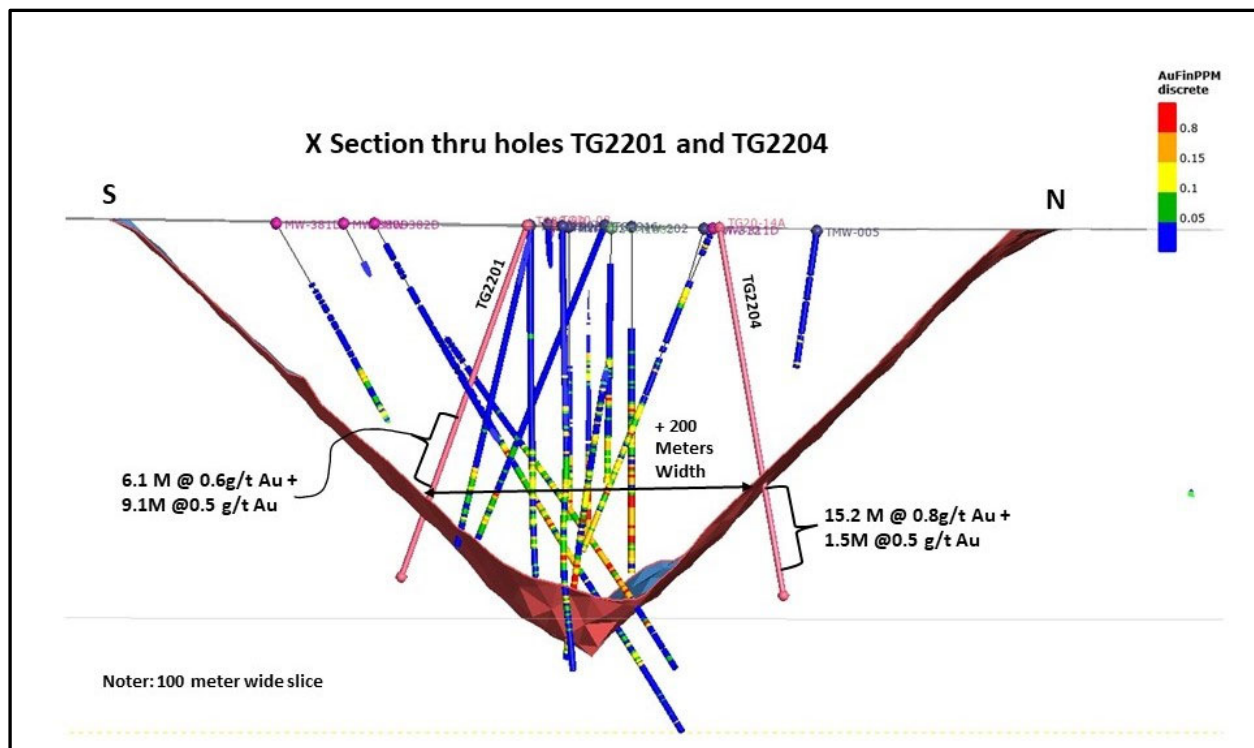 AuFinPPM
discrete
0.8
0.15
0.1
0.05
X Section thru holes TG2201 and TG2204
S
N
TG20-14A
TMW-005
TG2201
TG2204
+ 200
Meters
Width
6.1 M @ 0.6g/t Au +
9.1M @0.5 g/t Au
15.2 M @ 0.8g/t Au +
1.5M @0.5 g/t Au
Noter: 100 meter wide slice